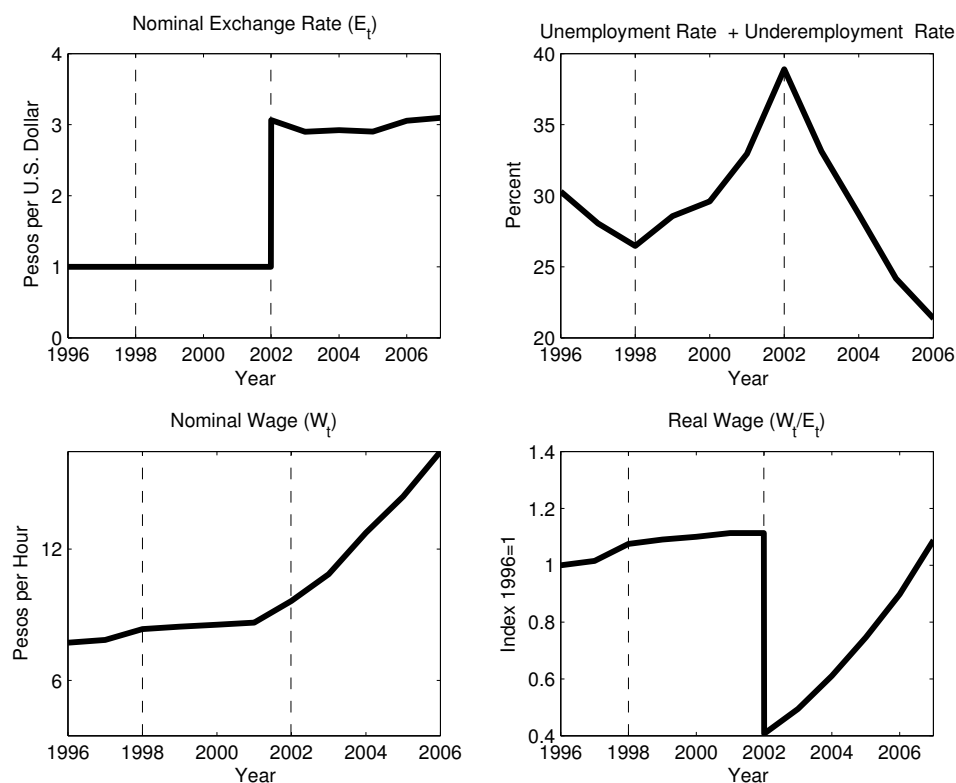 Nominal Exchange Rate (E_t)
4
3
2
1
0
Pesos per U.S. Dollar
1996 1998 2000 2002 2004 2006
Year
Unemployment Rate + Underemployment Rate
40
35
30
25
20
Percent
1996 1998 2000 2002 2004 2006
Year
Nominal Wage (W_t)
12
6
Pesos per Hour
1996 1998 2000 2002 2004 2006
Year
Real Wage (W_t/E_t)
1.4
1.2
1
0.8
0.6
0.4
Index 1996=1
1996 1998 2000 2002 2004 2006
Year